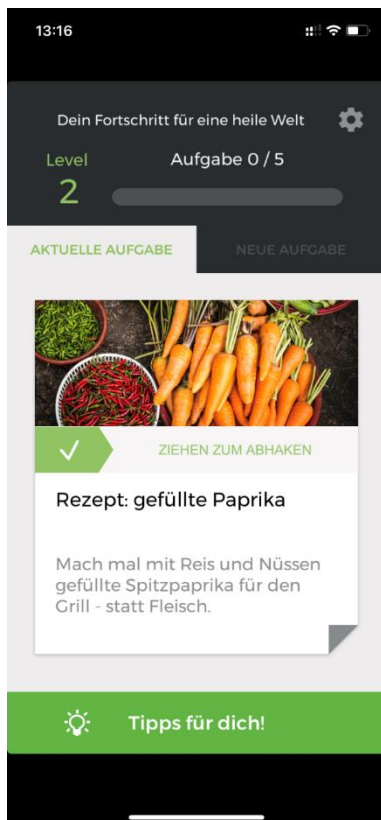 13:16
Dein Fortschritt für eine heile Welt
Level
Aufgabe 0 / 5
2
AKTUELLE AUFGABE
NEUE AUFGABE
ZIEHEN ZUM ABHAKEN
Rezept: gefüllte Paprika
Mach mal mit Reis und Nüssen
gefüllte Spitzpaprika für den
Grill - statt Fleisch.
Tipps für dich!